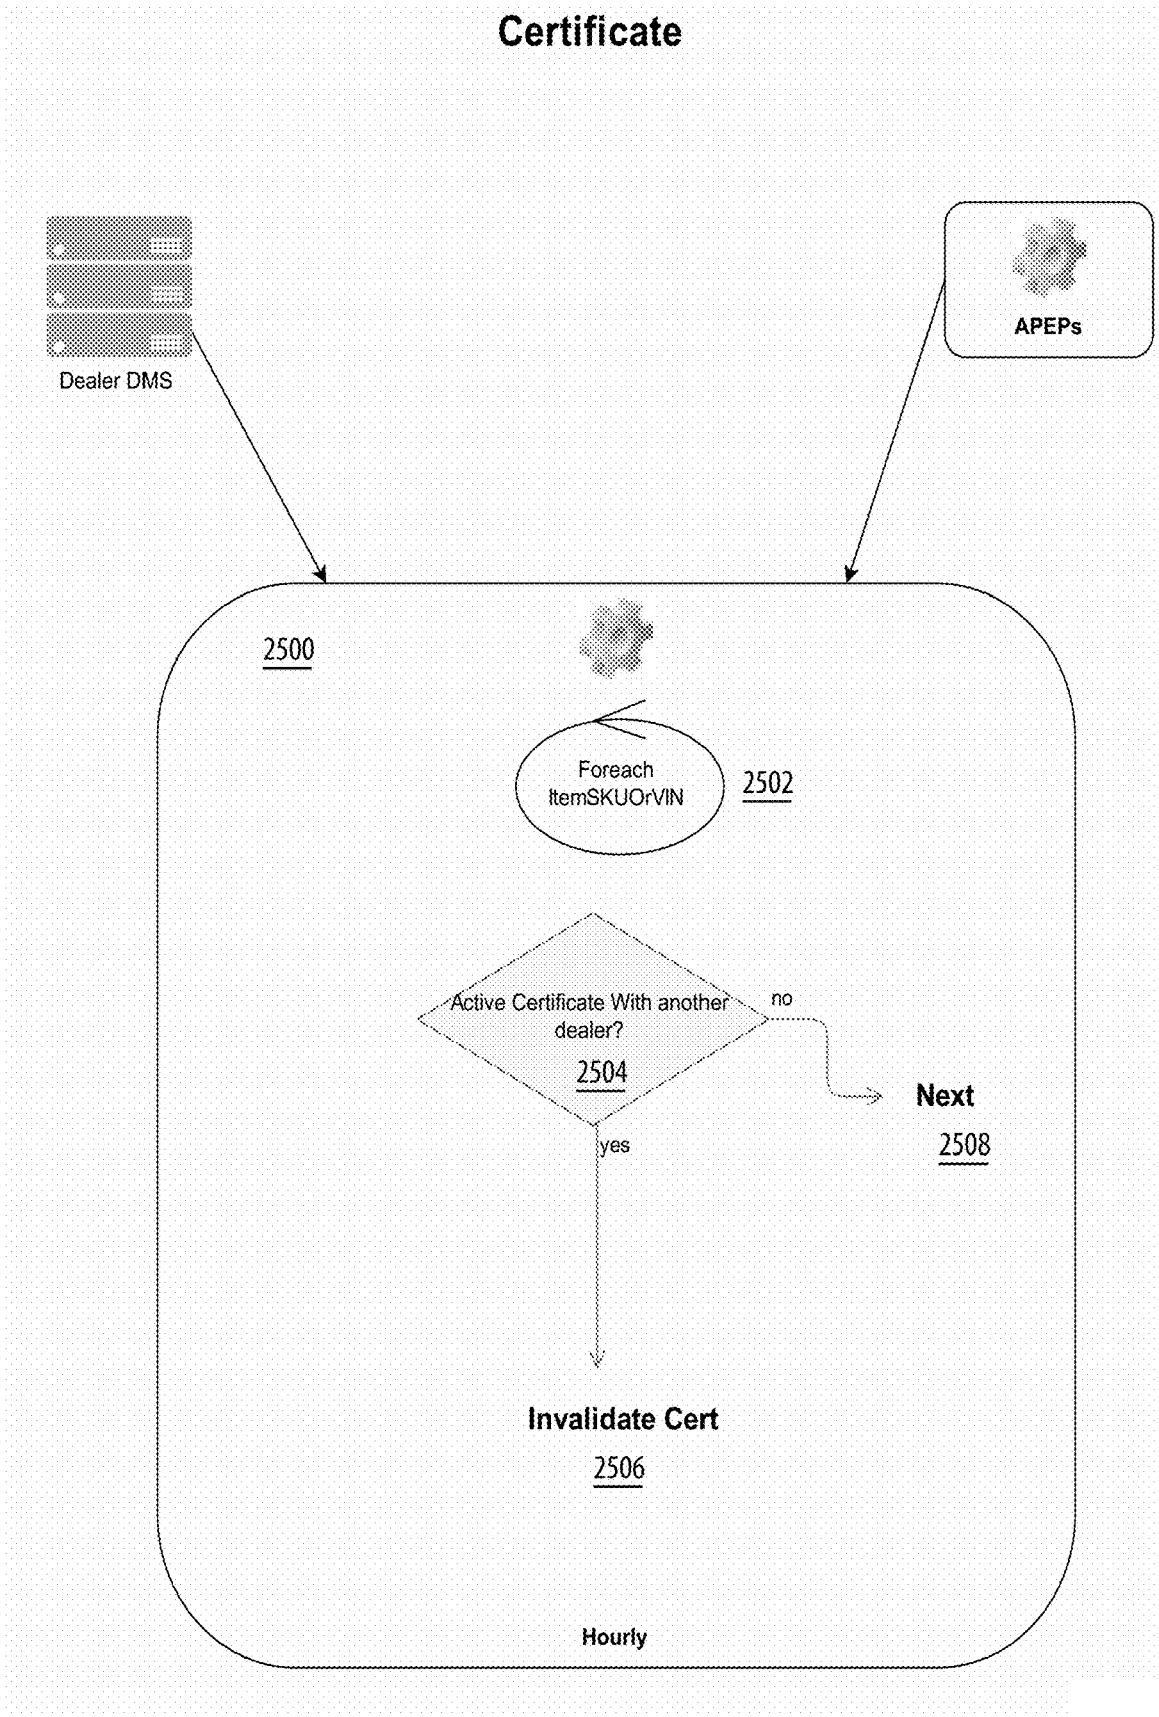 Certificate
Dealer DMS
APEPs
2500
Foreach
ItemSKUOrVIN
2502
Active Certificate With another
dealer?
2504
no
Next
2508
yes
Invalidate Cert
2506
Hourly